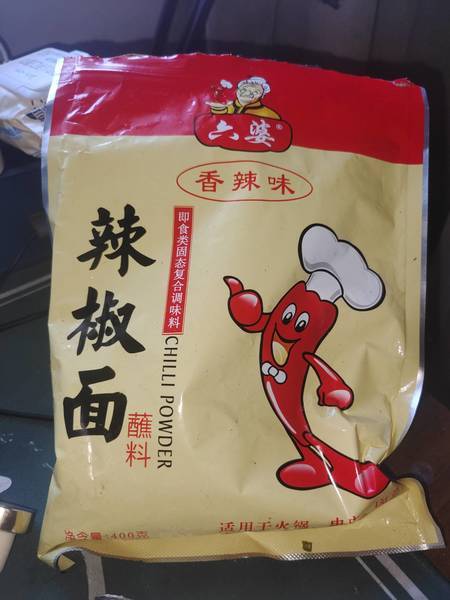 六婆®
香辣味
辣椒面
即食类固态复合调味料
CHILLI POWDER
蘸料
净含量:400克
适用于火锅